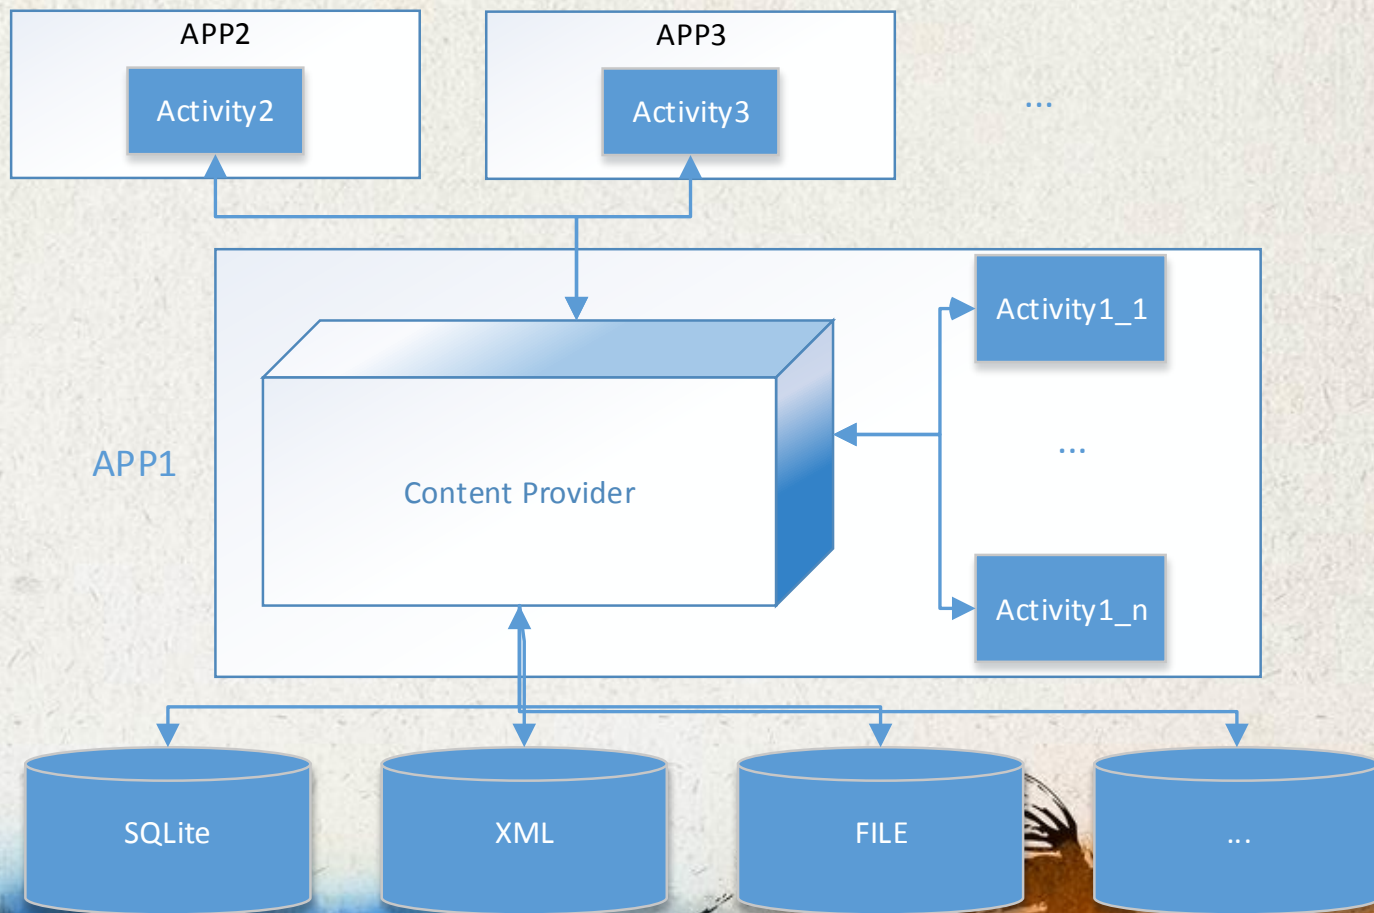 APP2
APP3
Activity2
Activity3
...
Activity1_1
...
APP1
Content Provider
Activity1_n
SQLite
XML
FILE
...